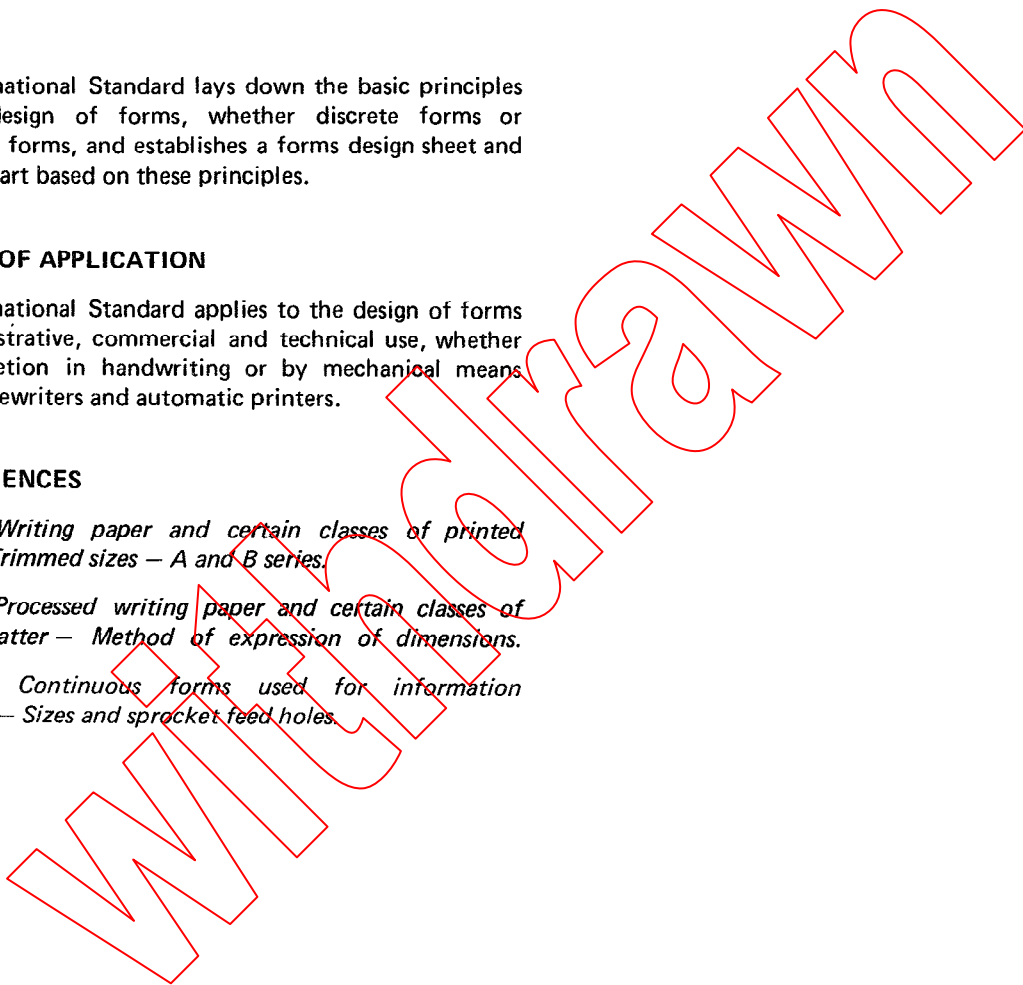 national Standard lays down the basic principles
design of forms, whether discrete forms or
forms, and establishes a forms design sheet and
art based on these principles.
OF APPLICATION
national Standard applies to the design of forms
strative, commercial and technical use, whether
etion in handwriting or by mechanical means
ewriters and automatic printers.
ENCES
Writing paper and certain classes of printed
Trimmed sizes — A and B series.
Processed writing paper and certain classes of
atter — Method of expression of dimensions.
Continuous forms used for information
— Sizes and sprocket feed holes.
withdrawn